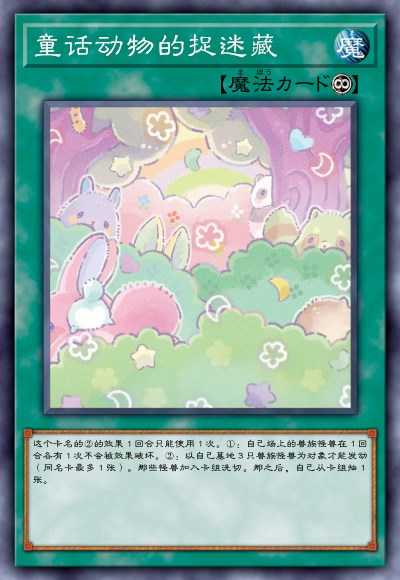 童话动物的捉迷藏
魔
【魔法カード】
まほう
这个卡名的②的效果1回合只能使用1次。①：自己场上的兽族怪兽在1回
合各有1次不会被效果破坏。②：以自己墓地3只兽族怪兽为对象才能发动
（同名卡最多1张）。那些怪兽加入卡组洗切。那之后，自己从卡组抽1
张。